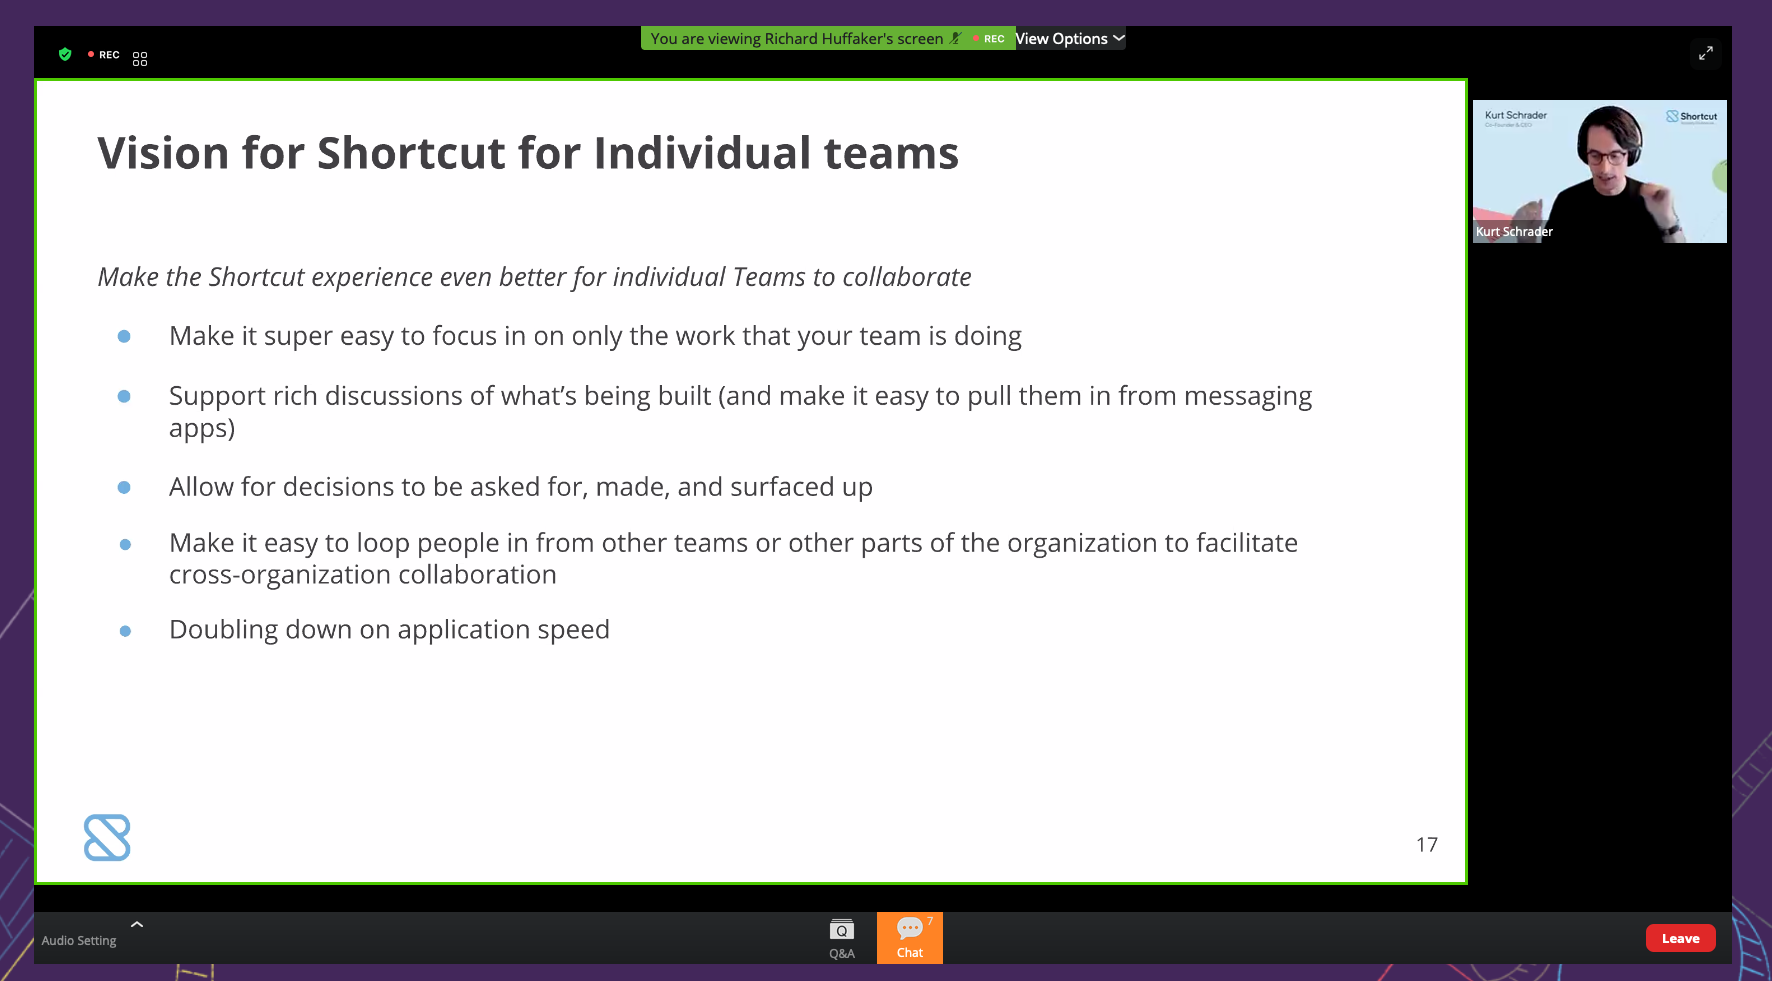 You are viewing Richard Huffaker's screen
REC
View Options
REC
Vision for Shortcut for Individual teams
Make the Shortcut experience even better for individual Teams to collaborate
Make it super easy to focus in on only the work that your team is doing
Support rich discussions of what’s being built (and make it easy to pull them in from messaging
apps)
Allow for decisions to be asked for, made, and surfaced up
Make it easy to loop people in from other teams or other parts of the organization to facilitate
cross-organization collaboration
Doubling down on application speed
17
Kurt Schrader
Co-Founder & CEO
Shortcut
Kurt Schrader
Audio Setting
Q
Q&A
7
Chat
Leave